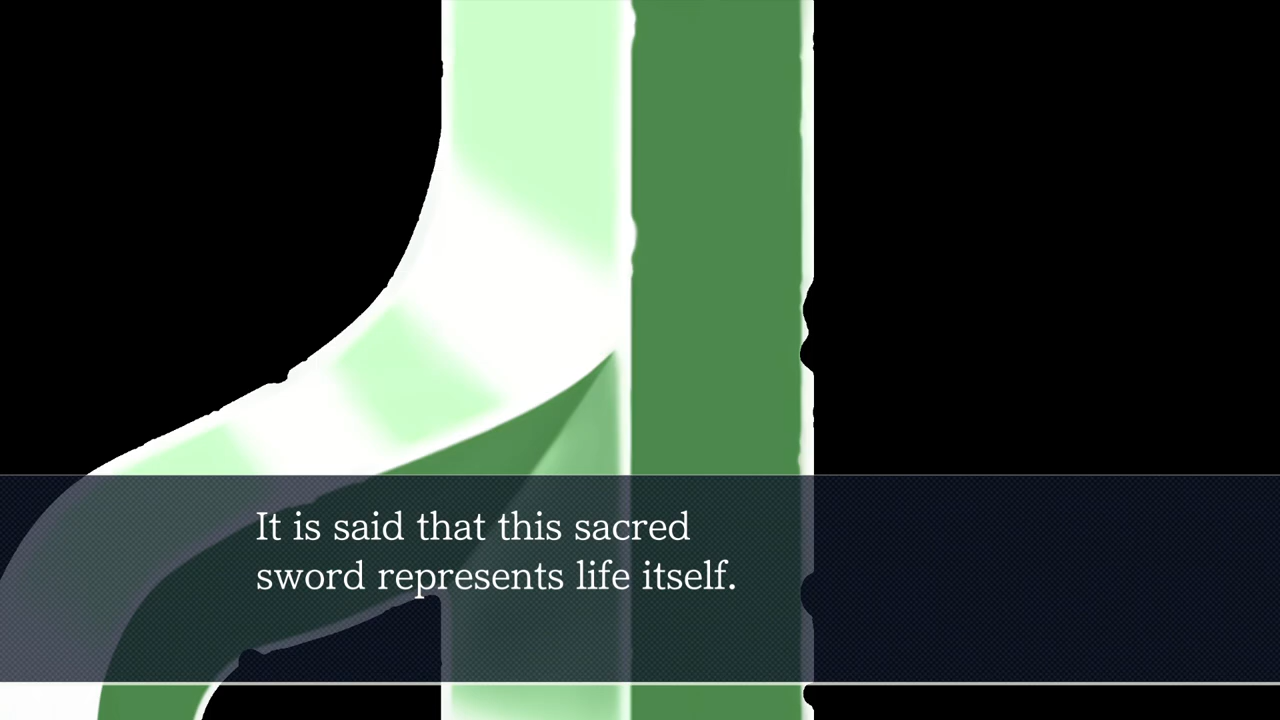 It is said that this sacred
sword represents life itself.